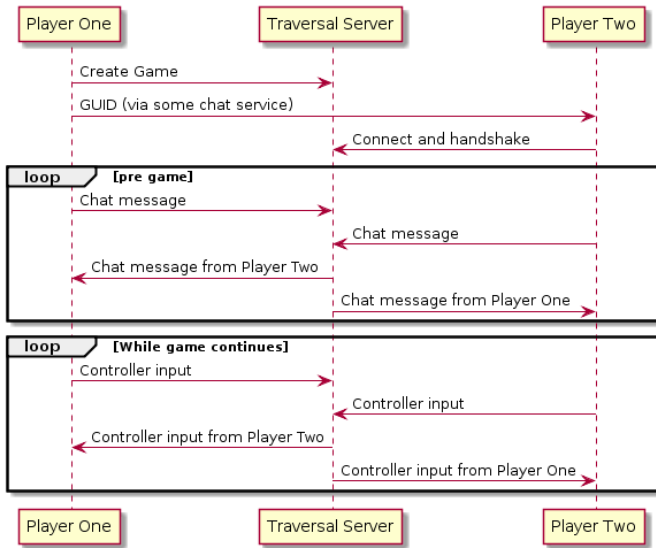 Player One
Traversal Server
Player Two
Create Game
GUID (via some chat service)
Connect and handshake
loop [pre game]
Chat message
Chat message
Chat message from Player Two
Chat message from Player One
loop [While game continues]
Controller input
Controller input
Controller input from Player Two
Controller input from Player One
Player One
Traversal Server
Player Two